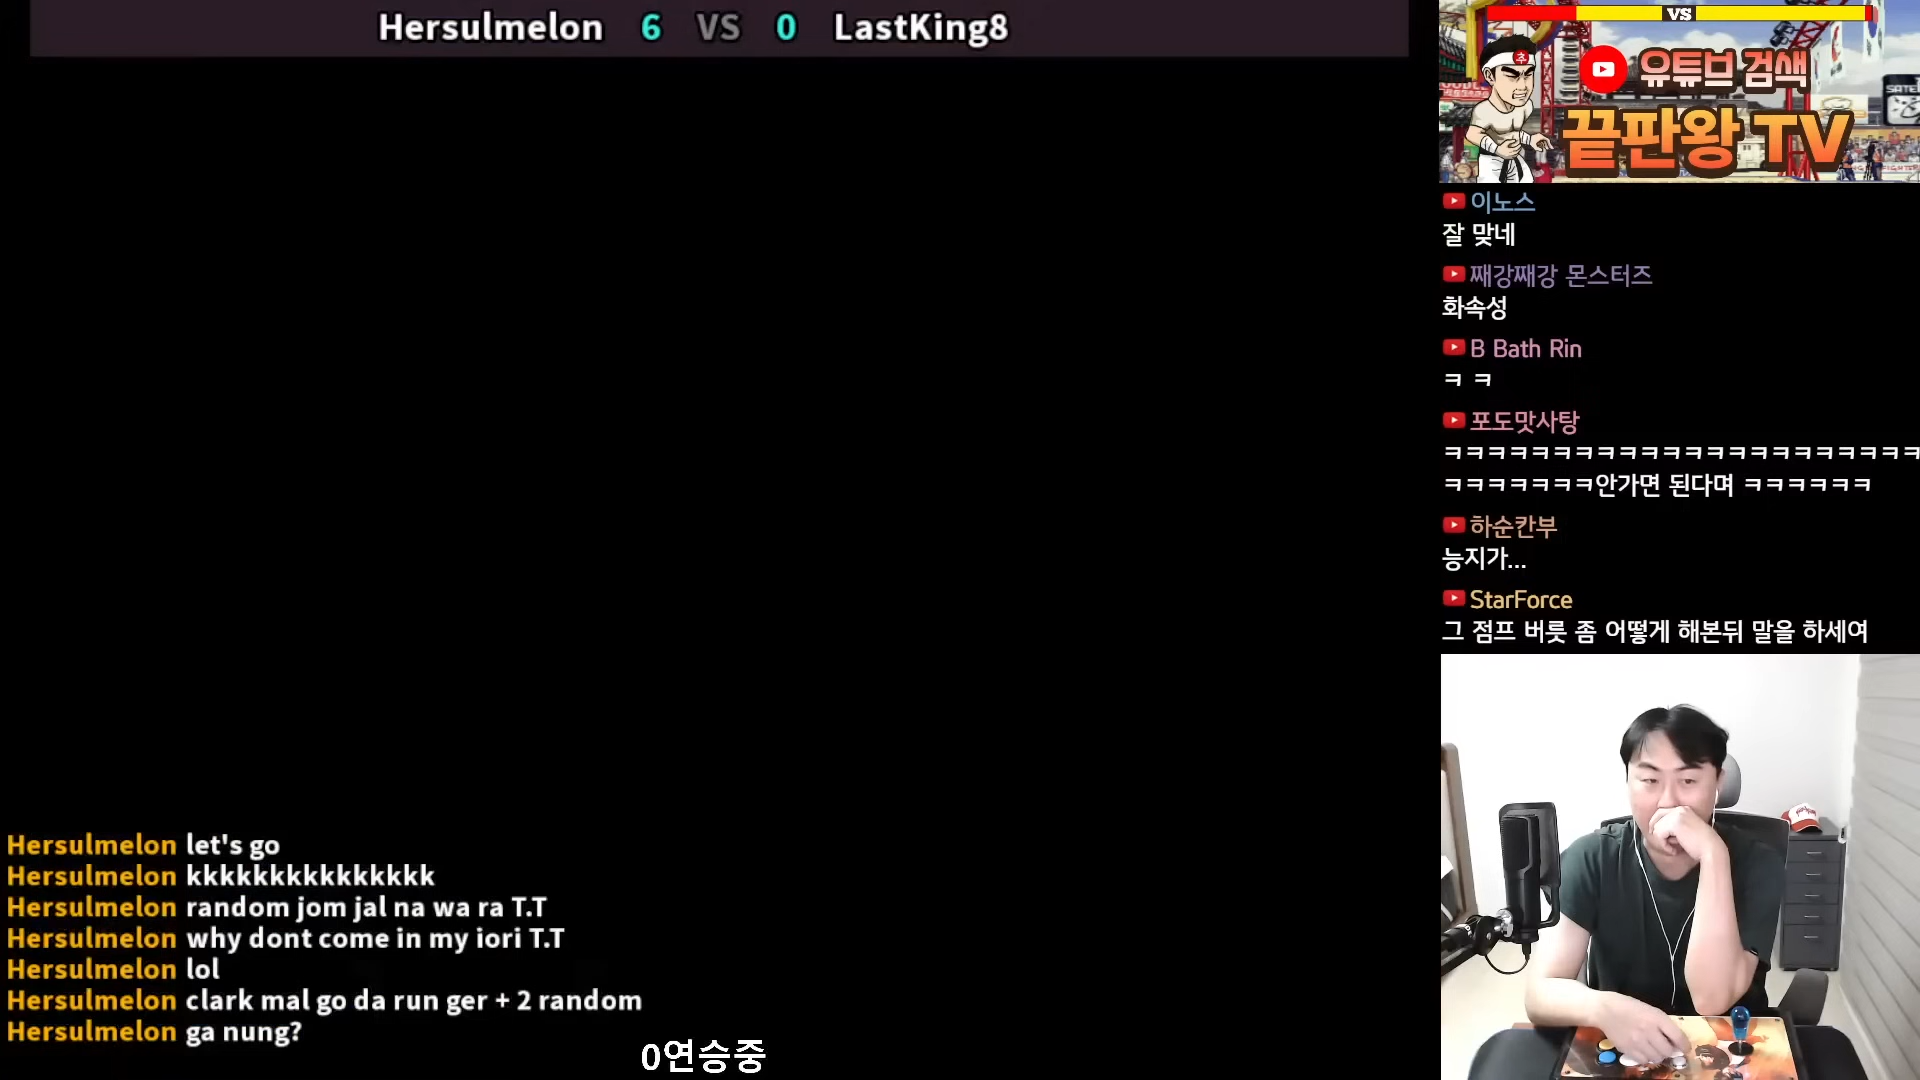 Hersulmelon 6 VS 0 LastKing8
VS
유튜브 검색
끝판왕 TV
이노스
잘 맞네
째강째강 몬스터즈
화속성
B Bath Rin
ㅋ ㅋ
포도맛사탕
ㅋㅋㅋㅋㅋㅋㅋㅋㅋㅋㅋㅋㅋㅋㅋㅋㅋㅋㅋㅋㅋㅋ
ㅋㅋㅋㅋㅋㅋㅋ안가면 된다며 ㅋㅋㅋㅋㅋㅋ
하순칸부
능지가...
StarForce
그 점프 버릇 좀 어떻게 해본뒤 말을 하세여
Hersulmelon let's go
Hersulmelon kkkkkkkkkkkkkkk
Hersulmelon random jom jal na wa ra T.T
Hersulmelon why dont come in my iori T.T
Hersulmelon lol
Hersulmelon clark mal go da run ger + 2 random
Hersulmelon ga nung?
0연승중